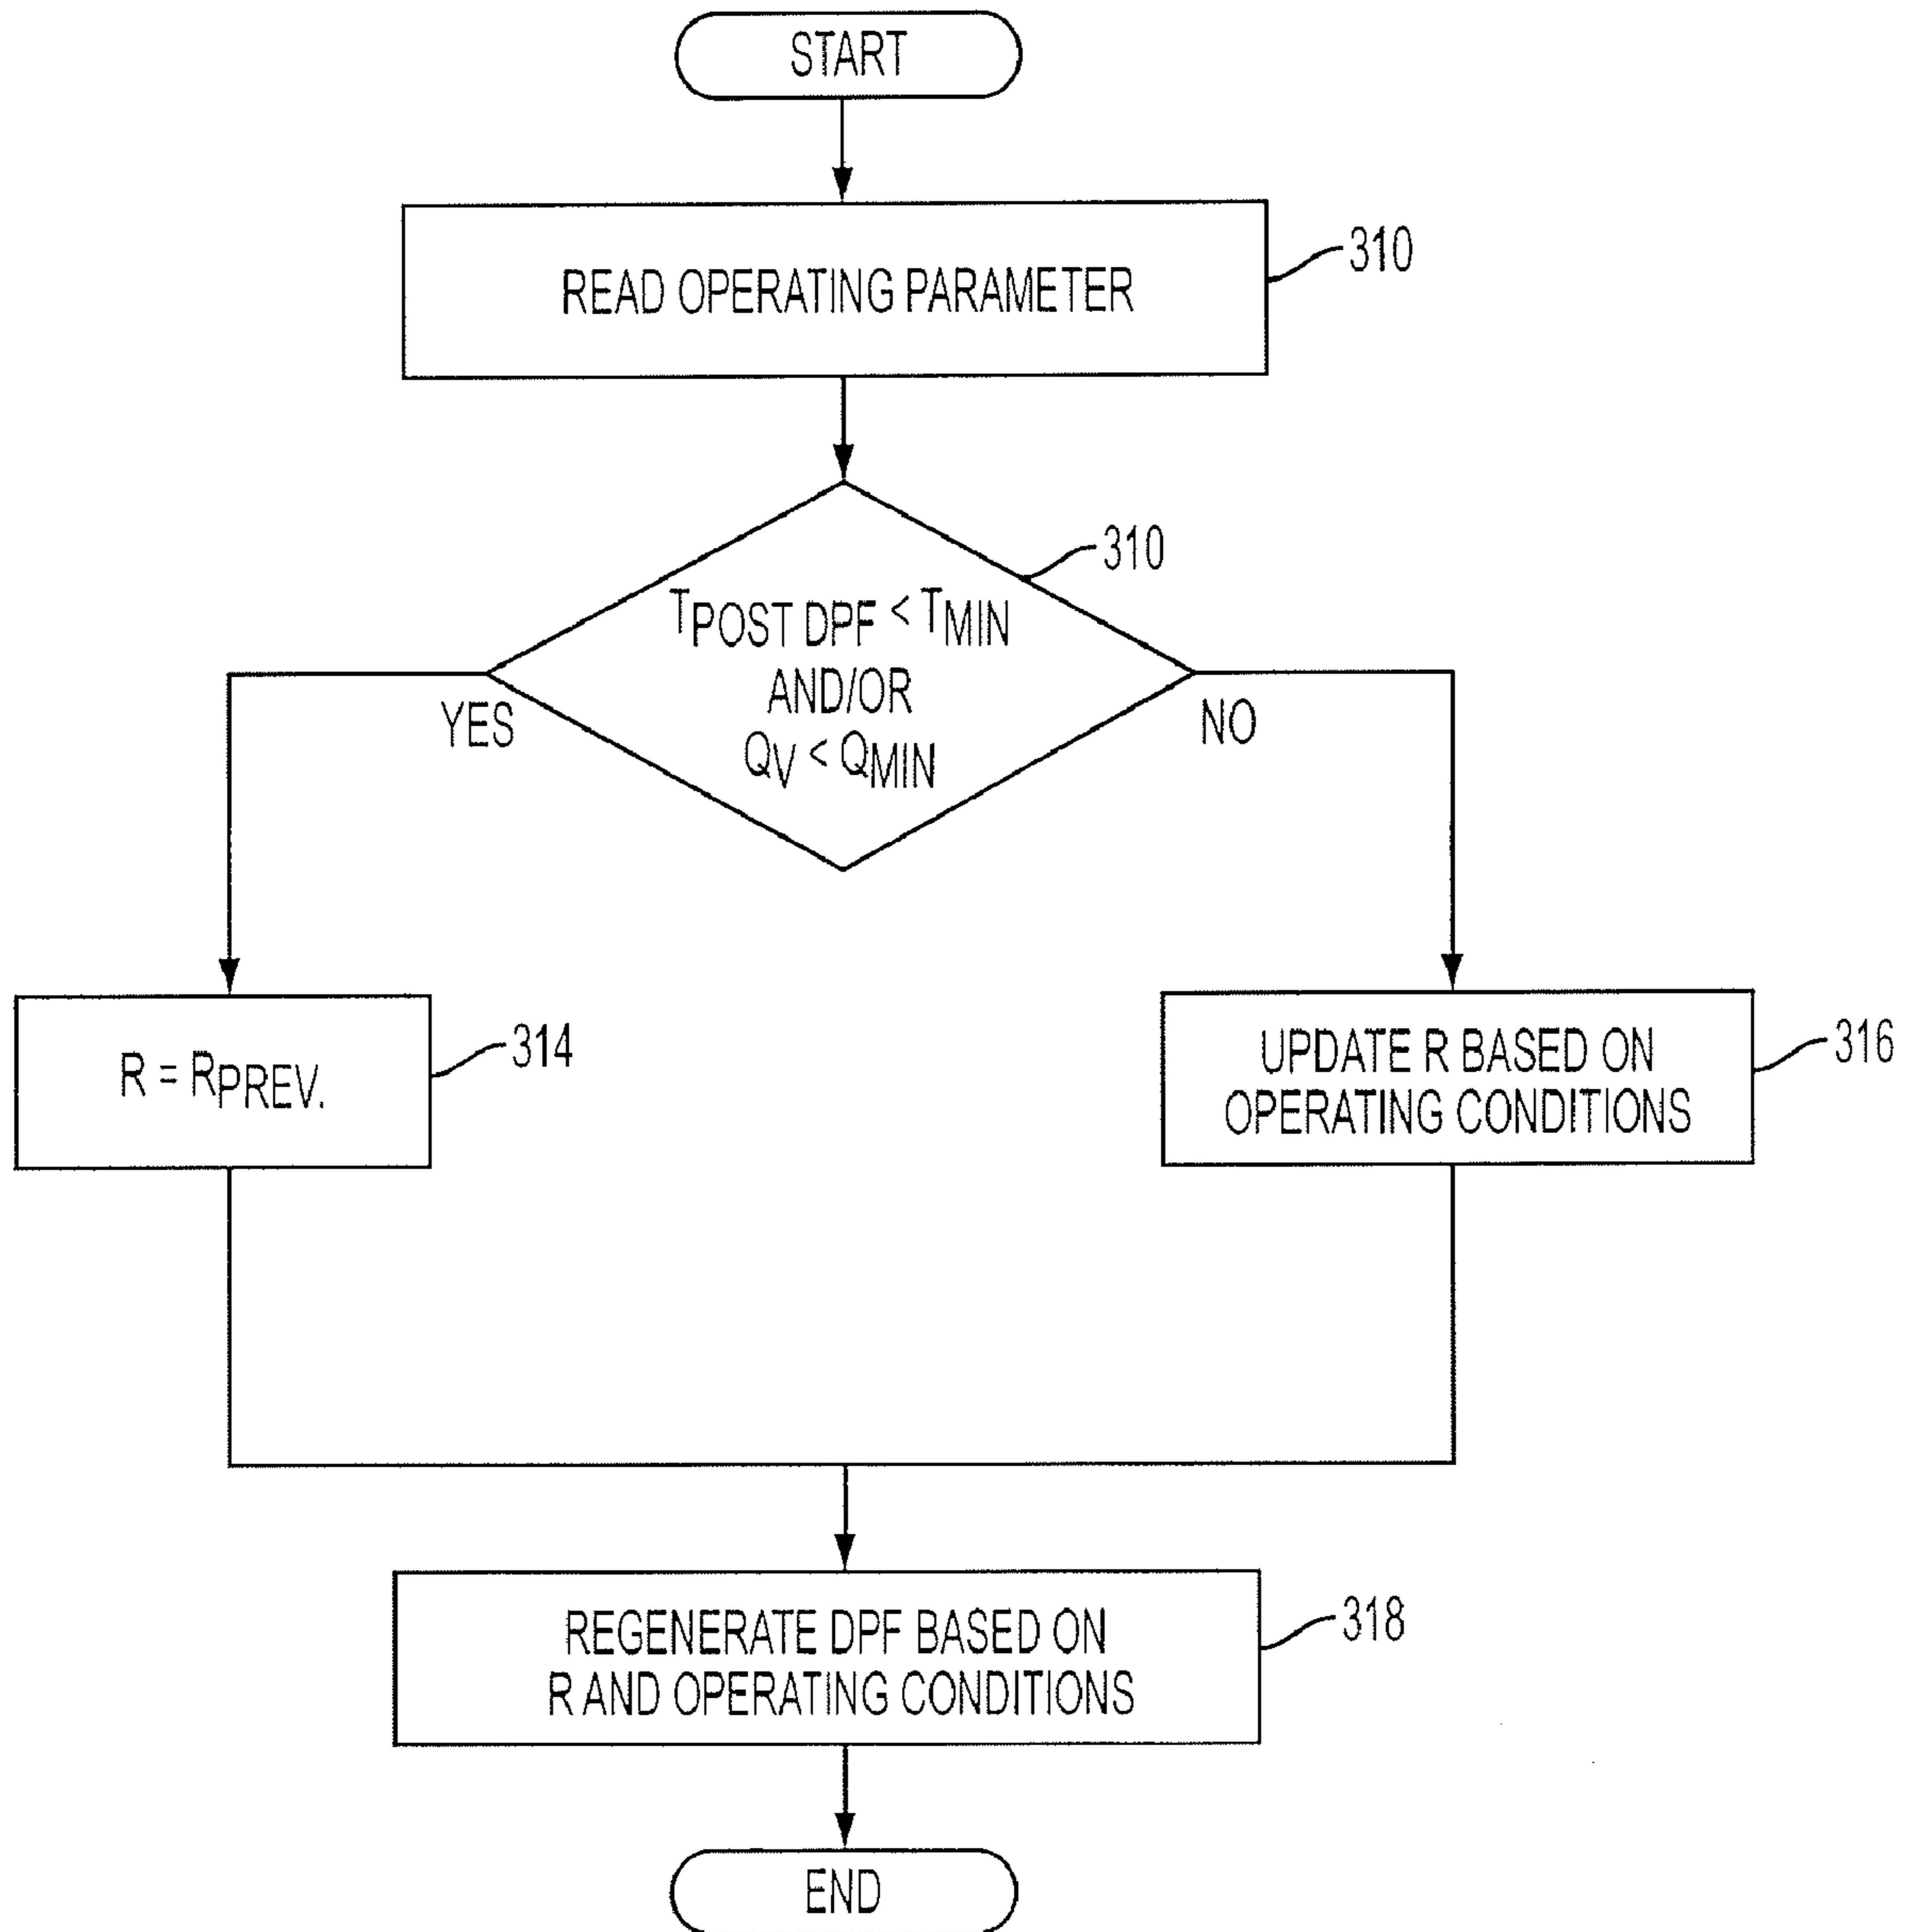 START
READ OPERATING PARAMETER
310
310
TPOST DPF < TMIN
AND/OR
QV < QMIN
YES
NO
R = RPREV.
314
UPDATE R BASED ON
OPERATING CONDITIONS
316
REGENERATE DPF BASED ON
R AND OPERATING CONDITIONS
318
END